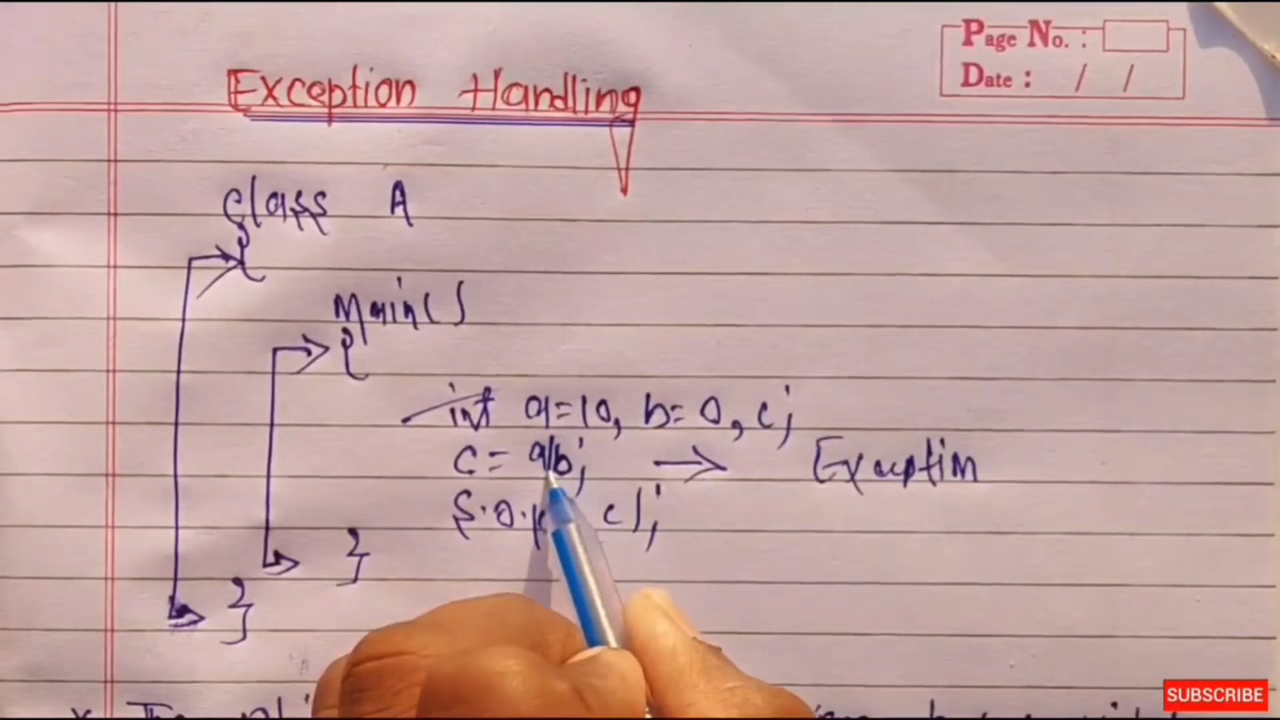 Page No. :
Date : / /
Exception Handling
class A
{
Main()
{
int a=10, b=0, c;
c = a/b; → Exception
S.o.p( c);
}
}
SUBSCRIBE